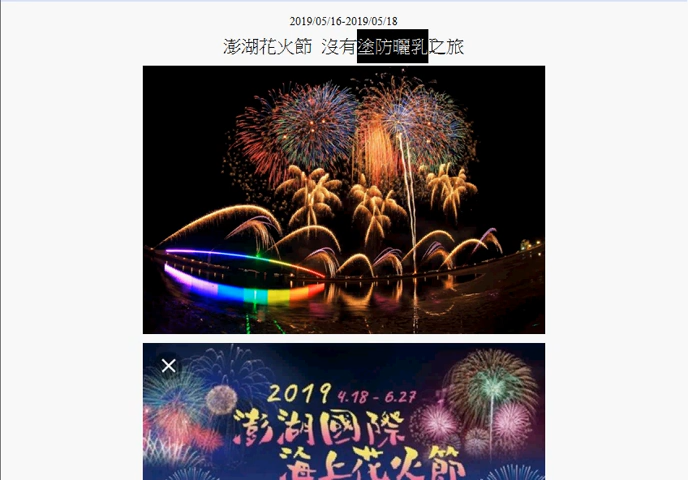 2019/05/16-2019/05/18
澎湖花火節 沒有塗防曬乳之旅
2019 4.18 - 6.27
澎湖國際
海上花火節